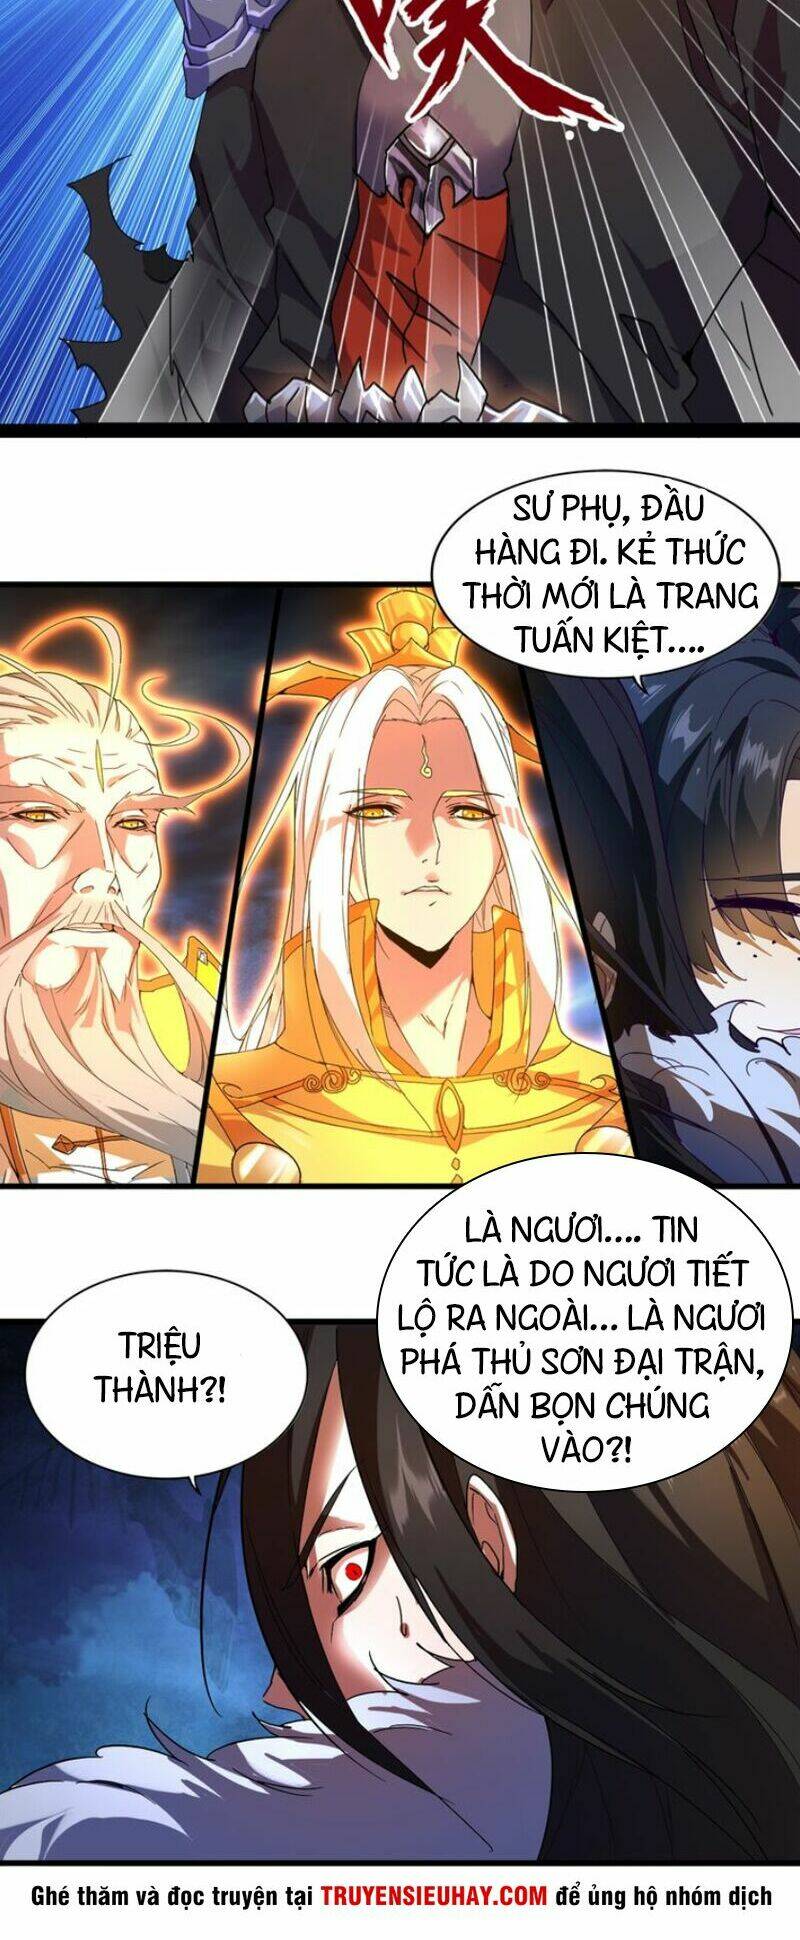 SƯ PHỤ, ĐẦU
HÀNG ĐI. KẺ THỨC
THỜI MỚI LÀ TRANG
TUẤN KIỆT....
LÀ NGƯƠI.... TIN
TỨC LÀ DO NGƯƠI TIẾT
LỘ RA NGOÀI... LÀ NGƯƠI
PHÁ THỦ SƠN ĐẠI TRẬN,
DẪN BỌN CHÚNG
VÀO?!
TRIỆU
THÀNH?!
Ghé thăm và đọc truyện tại TRUYENSIEUHAY.COM để ủng hộ nhóm dịch